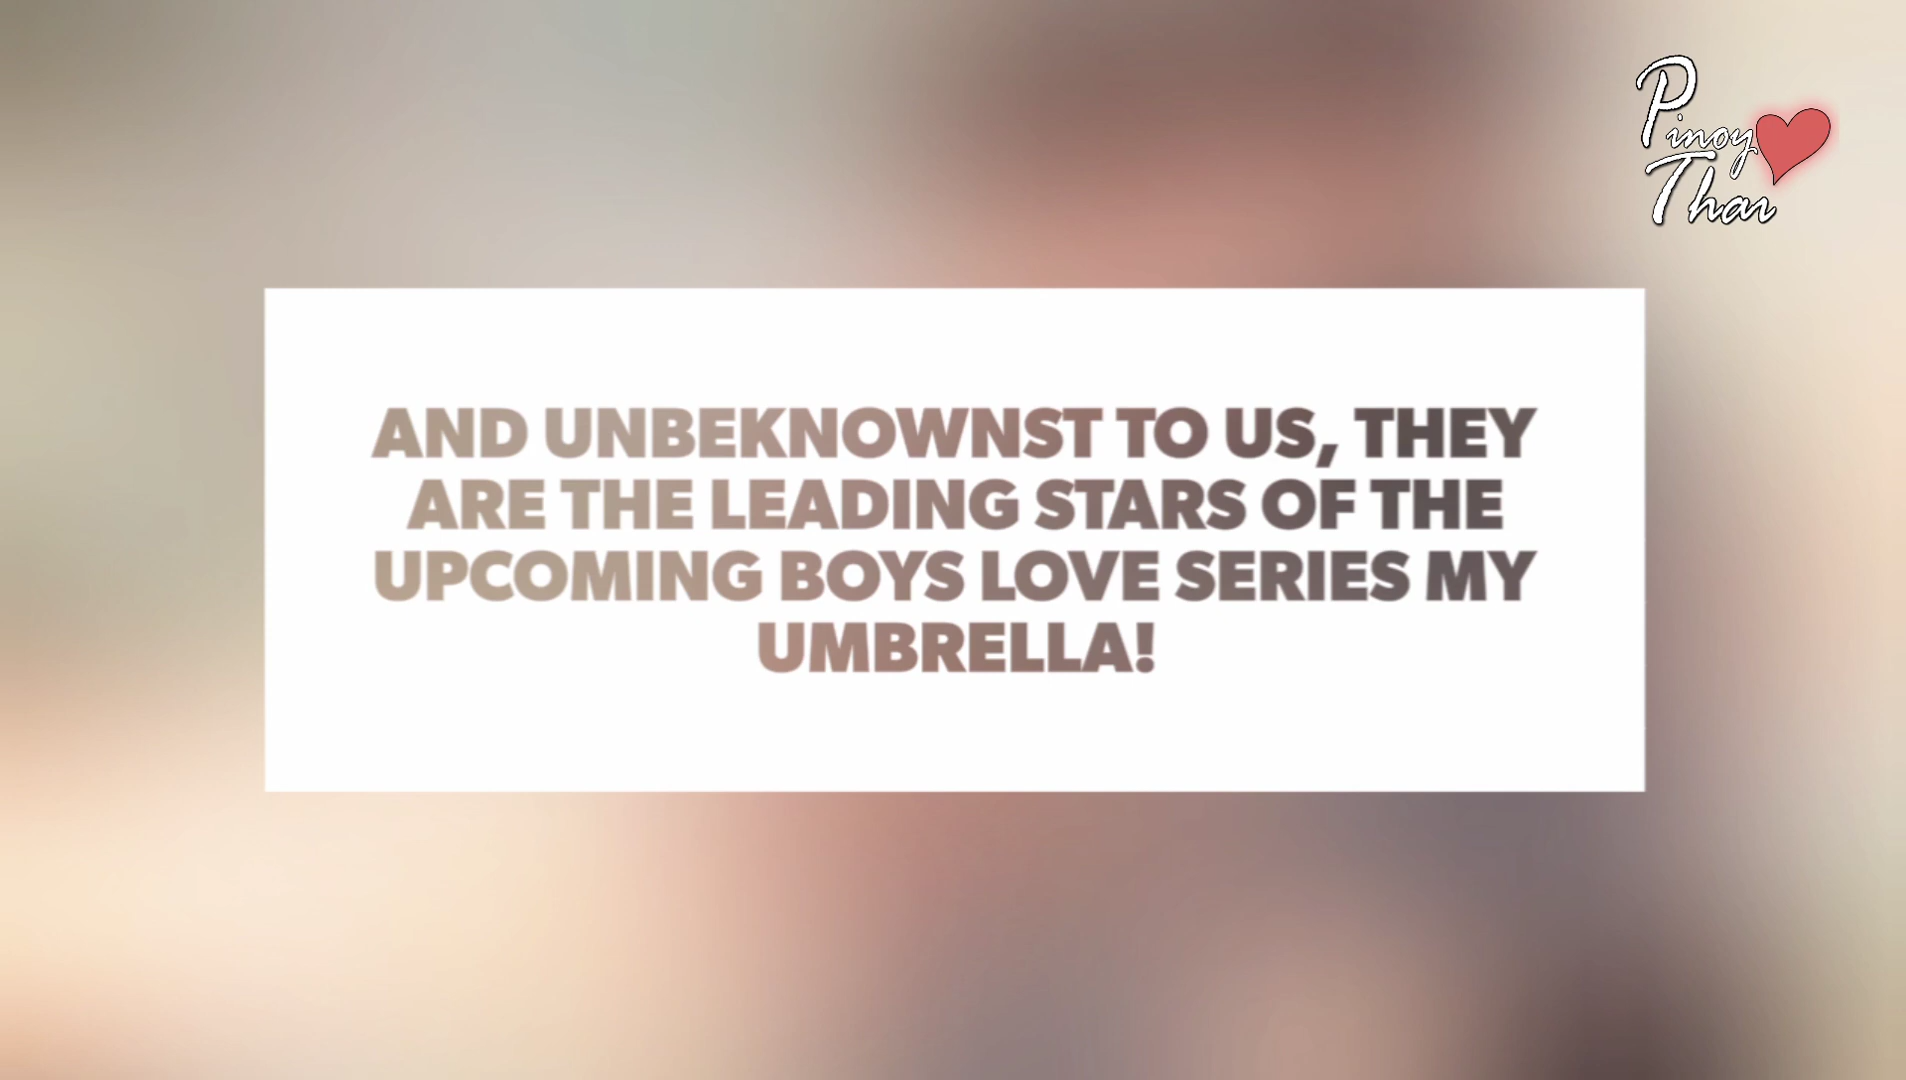 Pinoy
Thai
AND UNBEKNOWNST TO US, THEY
ARE THE LEADING STARS OF THE
UPCOMING BOYS LOVE SERIES MY
UMBRELLA!